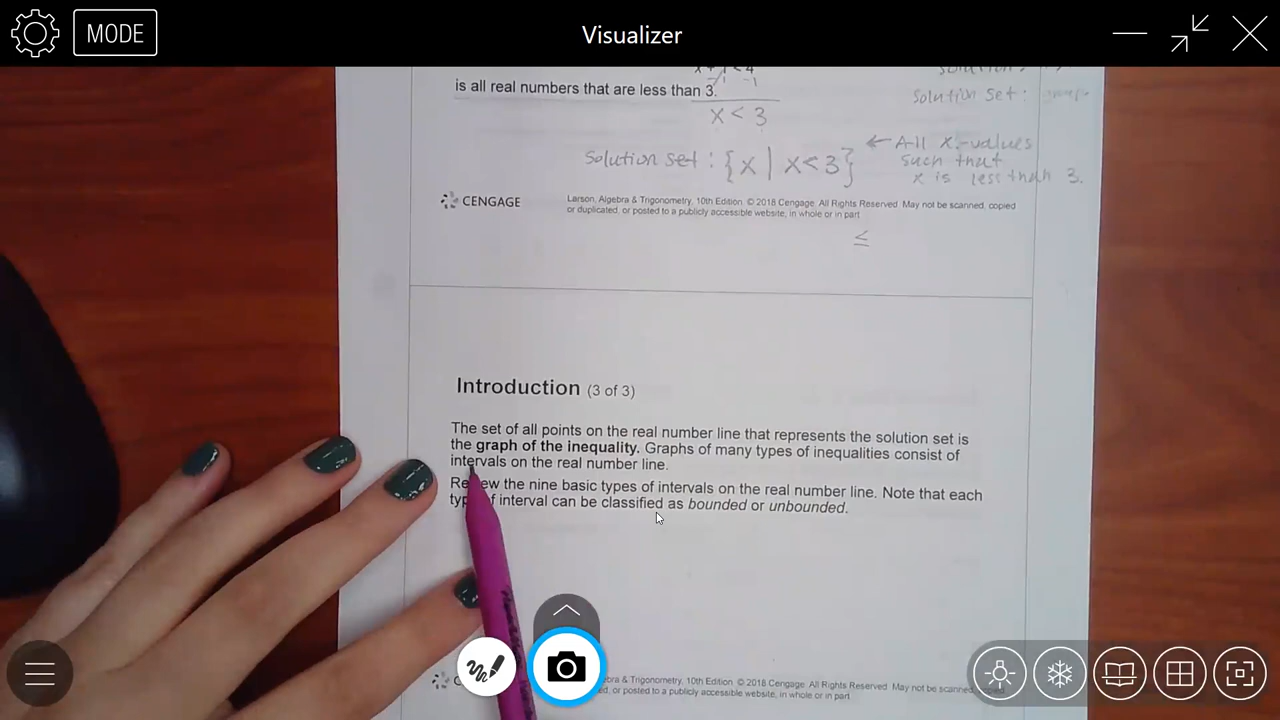 MODE
Visualizer
is all real numbers that are less than 3.
-1 -1
x < 3
Solution set:
Solution set : {x | x < 3}
← All x-values
such that
x is less than 3.
CENGAGE
Larson, Algebra & Trigonometry, 10th Edition. © 2018 Cengage. All Rights Reserved. May not be scanned, copied
or duplicated, or posted to a publicly accessible website, in whole or in part.
≤
Introduction (3 of 3)
The set of all points on the real number line that represents the solution set is
the graph of the inequality. Graphs of many types of inequalities consist of
intervals on the real number line.
Review the nine basic types of intervals on the real number line. Note that each
type of interval can be classified as bounded or unbounded.
& Trigonometry, 10th Edition. © 2018 Cengage. All Rights Reserved. May not be scanned, copied
or posted to a publicly accessible website, in whole or in part.